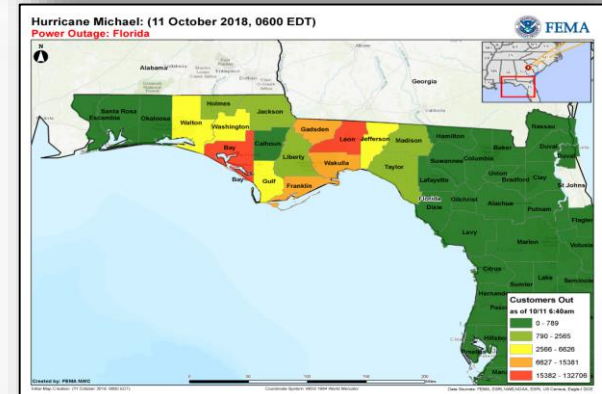 Hurricane Michael: (11 October 2018, 0600 EDT)
Power Outage: Florida
FEMA
N
Alabama
Georgia
Santa Rosa
Escambia
Okaloosa
Walton
Holmes
Washington
Jackson
Bay
Bay
Calhoun
Gulf
Liberty
Gadsden
Franklin
Leon
Wakulla
Jefferson
Madison
Taylor
Hamilton
Suwannee
Columbia
Lafayette
Florida
Dixie
Baker
Nassau
Duval
Duval
Union
Bradford
Clay
St Johns
Gilchrist
Alachua
Putnam
Flagler
Levy
Marion
Volusia
Citrus
Lake
Sumter
Seminole
Customers Out
as of 10/11 6:40am
0 - 789
790 - 2565
2566 - 6626
6627 - 15381
15382 - 132706
Created by: FEMA NWC